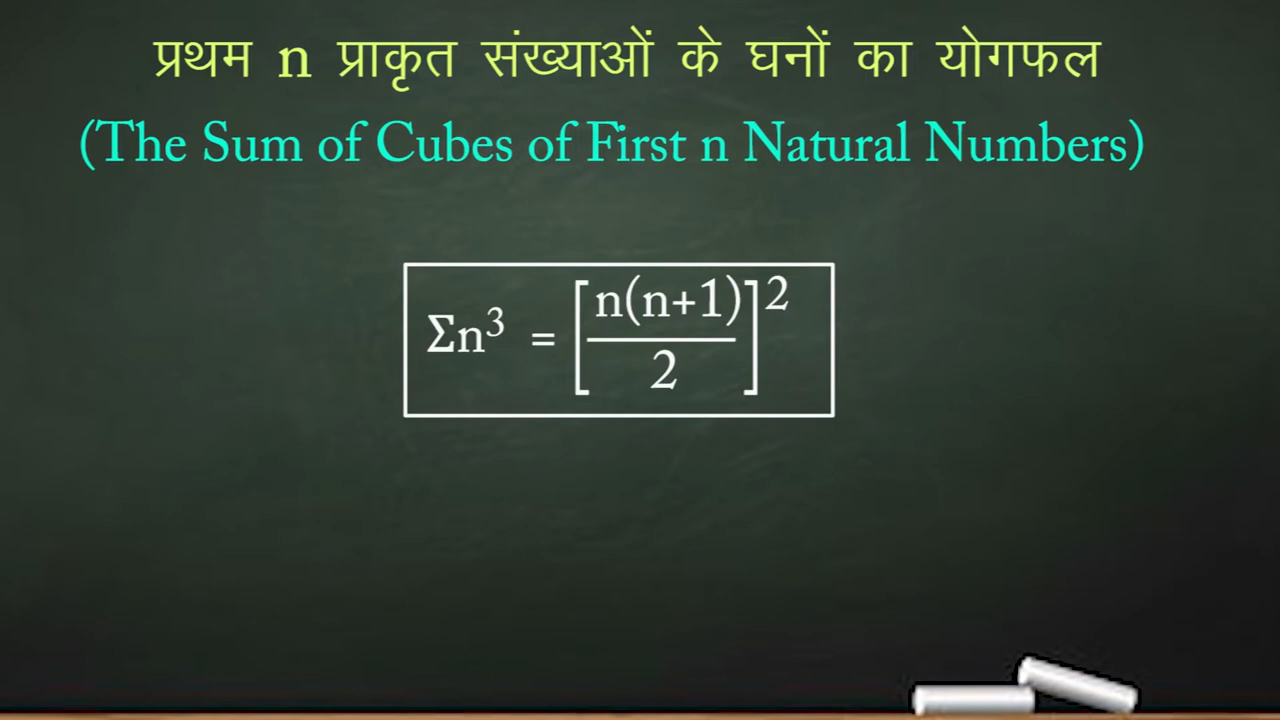 प्रथम n प्राकृत संख्याओं के घनों का योगफल
(The Sum of Cubes of First n Natural Numbers)
Σn³ = [n(n+1)/2]²